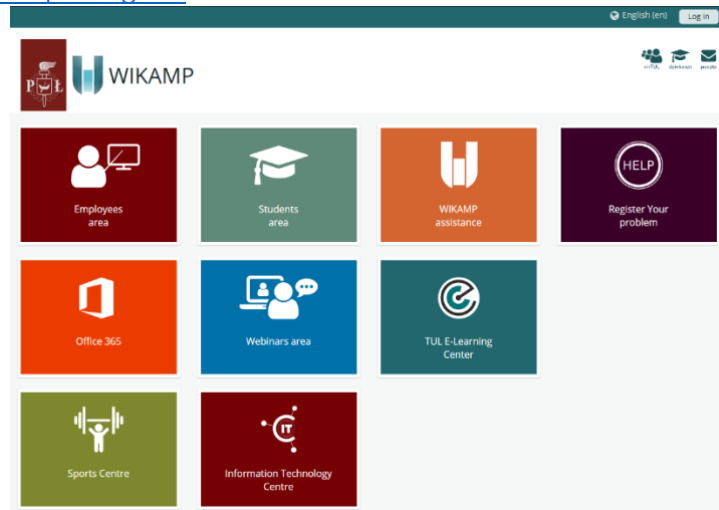 English (en)
Log in
P Ł
WIKAMP
Employees
area
Students
area
WIKAMP
assistance
HELP
Register Your
problem
Office 365
Webinars area
TUL E-Learning
Center
Sports Centre
IT
Information Technology
Centre